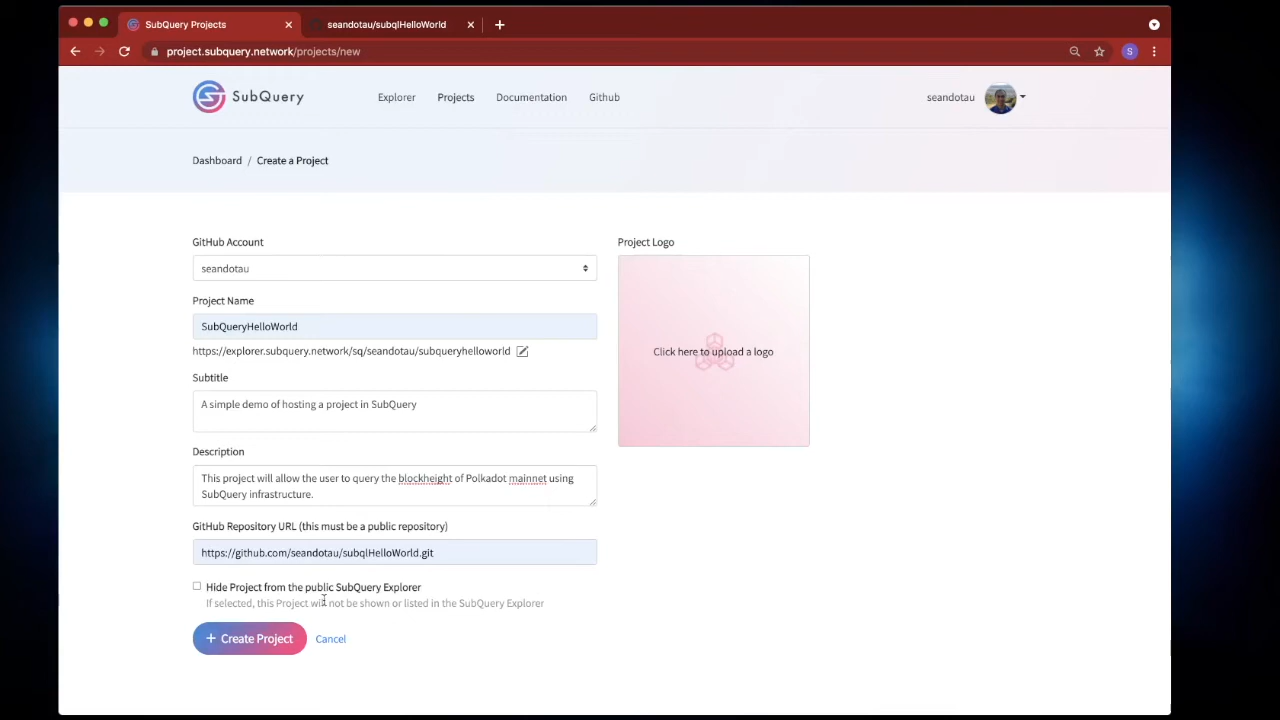 SubQuery Projects
seandotau/subqlHelloWorld
project.subquery.network/projects/new
S
SubQuery
Explorer
Projects
Documentation
Github
seandotau
Dashboard / Create a Project
GitHub Account
Project Logo
seandotau
Project Name
SubQueryHelloWorld
https://explorer.subquery.network/sq/seandotau/subqueryhelloworld
Click here to upload a logo
Subtitle
A simple demo of hosting a project in SubQuery
Description
This project will allow the user to query the blockheight of Polkadot mainnet using
SubQuery infrastructure.
GitHub Repository URL (this must be a public repository)
https://github.com/seandotau/subqlHelloWorld.git
Hide Project from the public SubQuery Explorer
If selected, this Project will not be shown or listed in the SubQuery Explorer
+ Create Project
Cancel